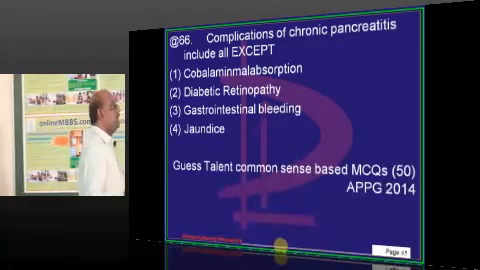 @66. Complications of chronic pancreatitis
include all EXCEPT
(1) Cobalaminmalabsorption
(2) Diabetic Retinopathy
(3) Gastrointestinal bleeding
(4) Jaundice
Guess Talent common sense based MCQs (50)
APPG 2014
Page 65
onlineMBBS.com